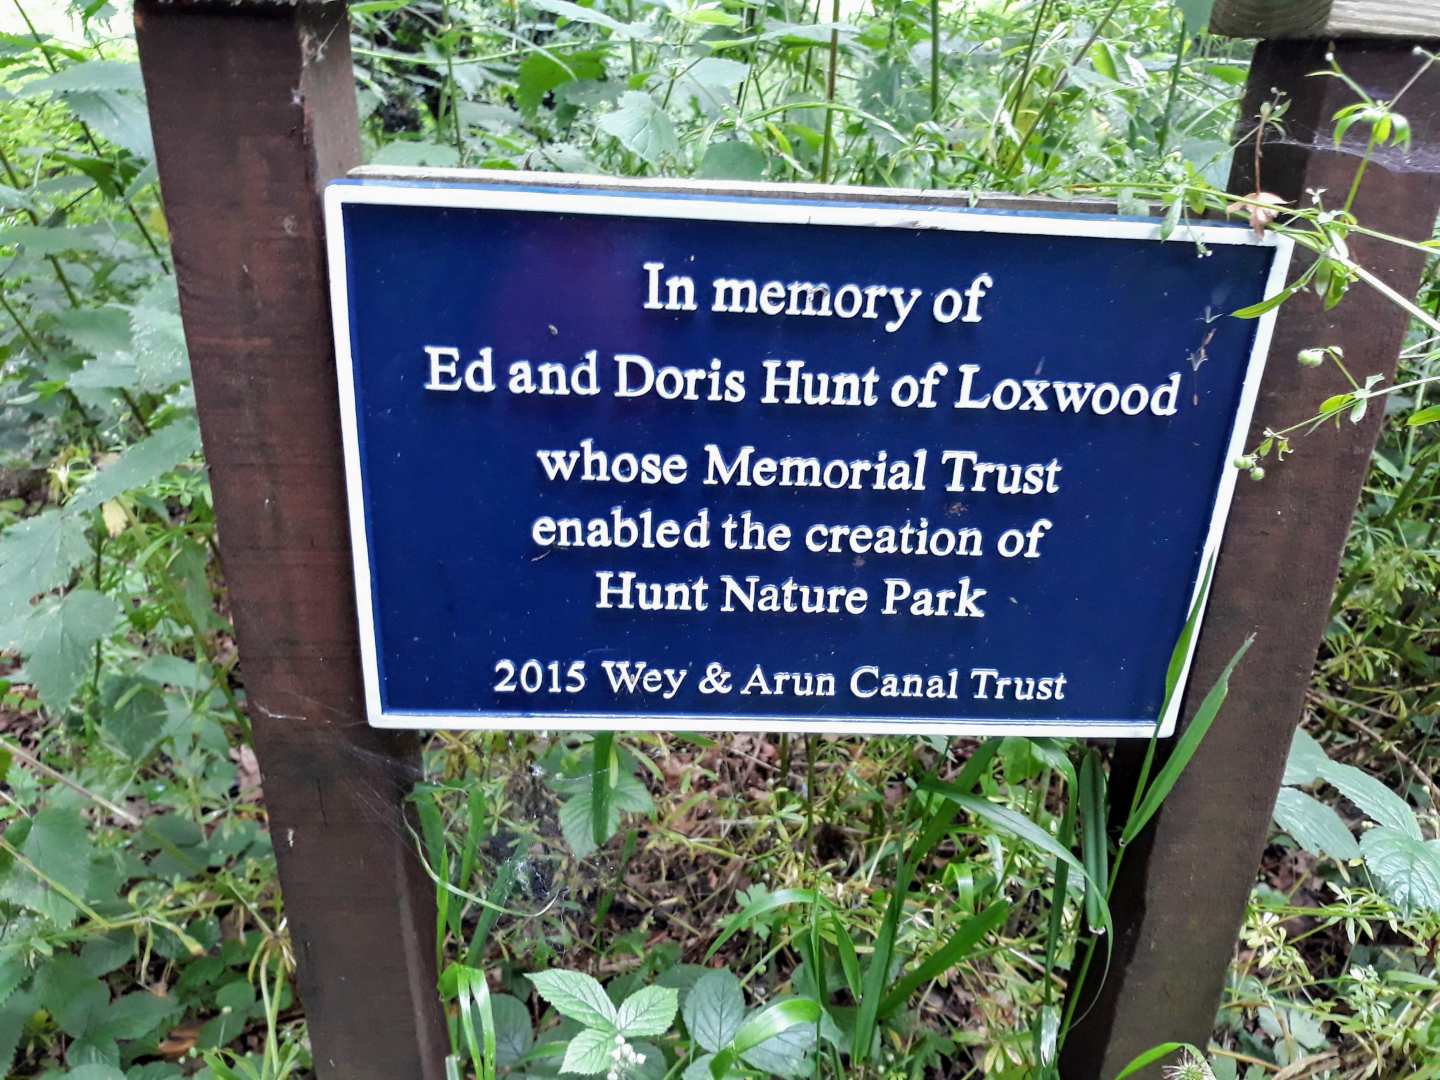 In memory of
Ed and Doris Hunt of Loxwood
whose Memorial Trust
enabled the creation of
Hunt Nature Park
2015 Wey & Arun Canal Trust